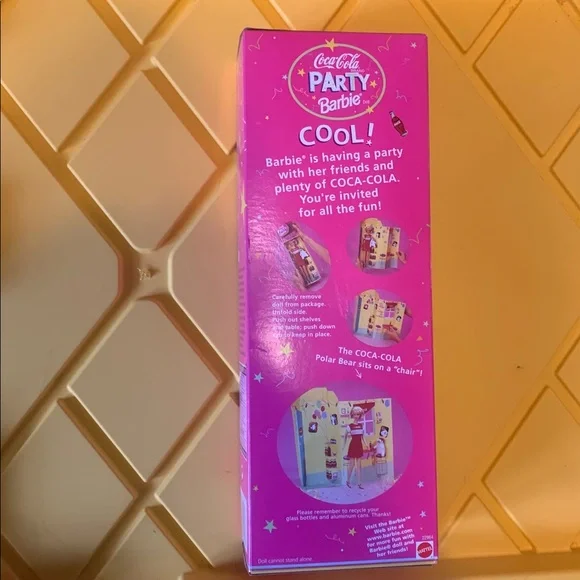 Coca-Cola
PARTY
Barbie™
COOL!
Barbie® is having a party
with her friends and
plenty of COCA-COLA.
You're invited
for all the fun!
Carefully remove
doll from package.
Unfold side.
Push out shelves
and table; push down
to keep in place.
The COCA-COLA
Polar Bear sits on a "chair"!
Please remember to recycle your
glass bottles and aluminum cans. Thanks!
Visit the Barbie™
Web site at
www.barbie.com
for more fun with
Barbie® doll and
her friends!
Doll cannot stand alone.
22964
MATTEL